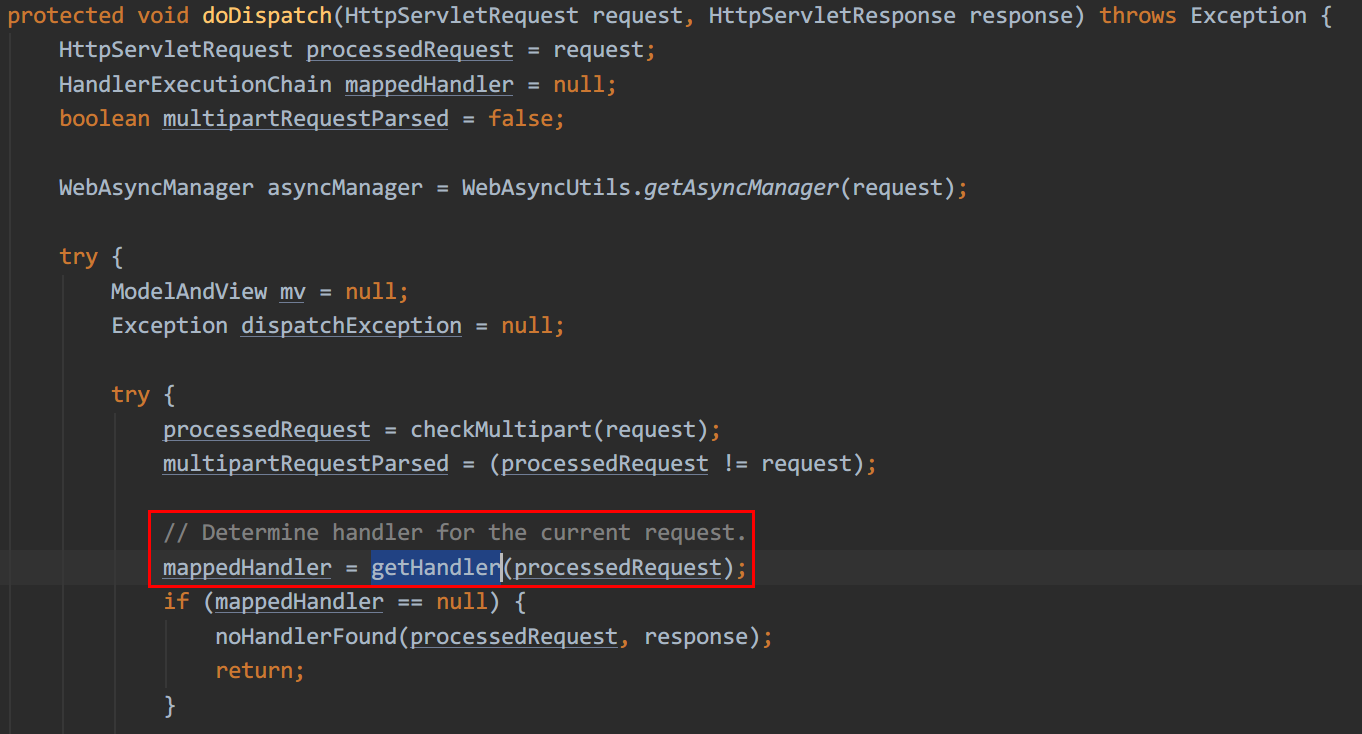 protected void doDispatch(HttpServletRequest request, HttpServletResponse response) throws Exception {
HttpServletRequest processedRequest = request;
HandlerExecutionChain mappedHandler = null;
boolean multipartRequestParsed = false;
WebAsyncManager asyncManager = WebAsyncUtils.getAsyncManager(request);
try {
ModelAndView mv = null;
Exception dispatchException = null;
try {
processedRequest = checkMultipart(request);
multipartRequestParsed = (processedRequest != request);
// Determine handler for the current request.
mappedHandler = getHandler(processedRequest);
if (mappedHandler == null) {
noHandlerFound(processedRequest, response);
return;
}